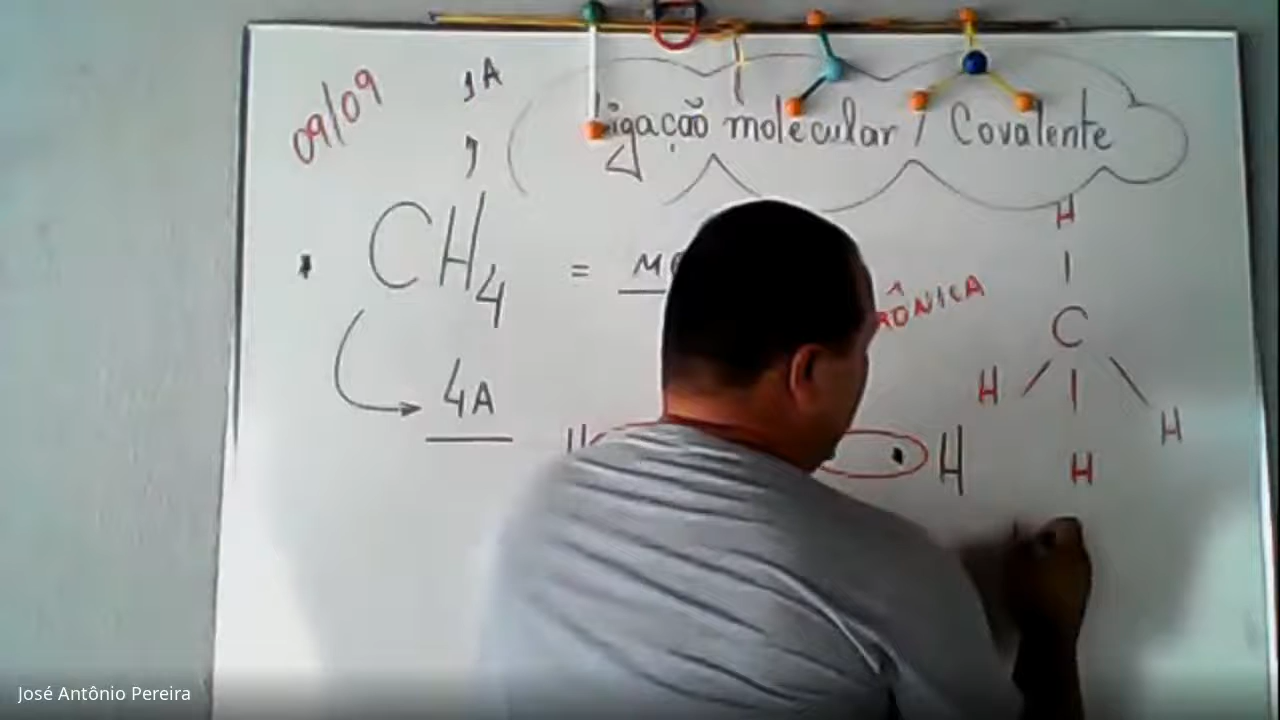 09/09
1A
Ligação molecular / Covalente
CH4
=
4A
RÔNICA
H
H
H
C
H
H
H
José Antônio Pereira